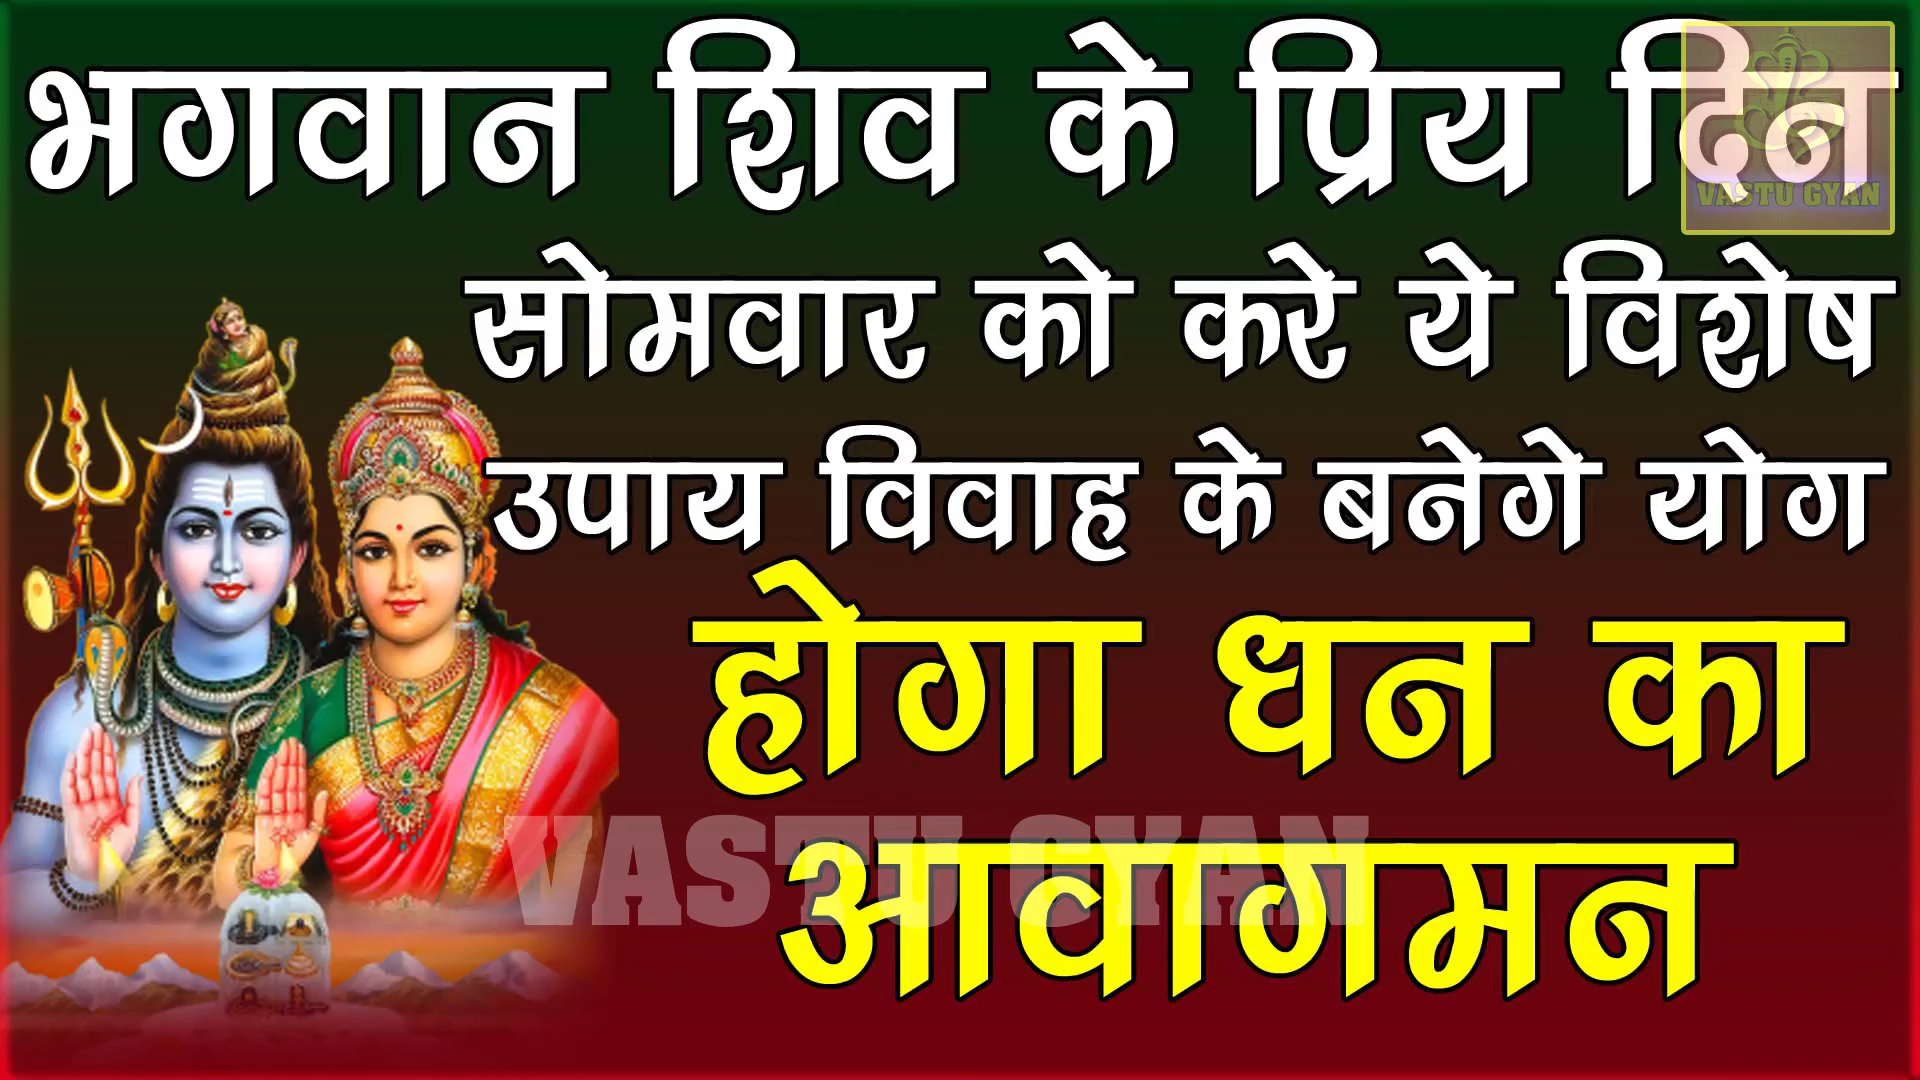 भगवान शिव के प्रिय दिन
VASTU GYAN
सोमवार को करे ये विशेष
उपाय विवाह के बनेगे योग
होगा धन का
VASTU GYAN
आवागमन